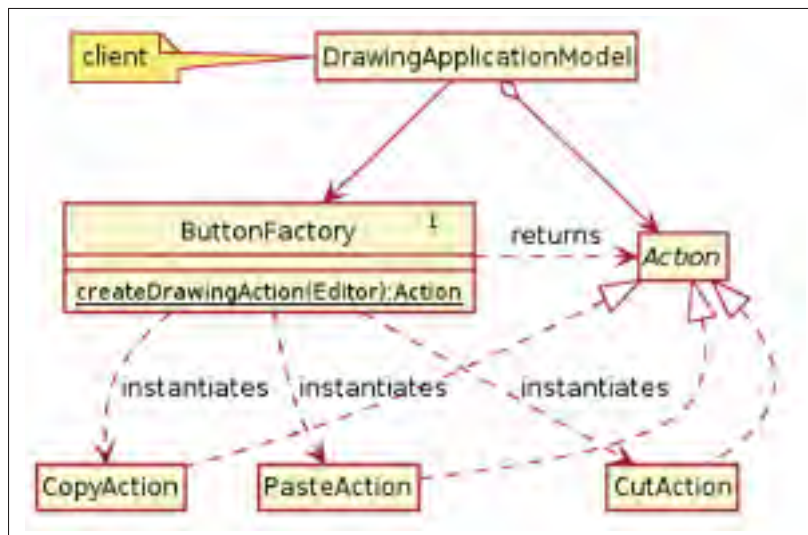 client
DrawingApplicationModel
ButtonFactory 1
returns
Action
createDrawingAction(Editor):Action
instantiates instantiates instantiates
CopyAction PasteAction CutAction